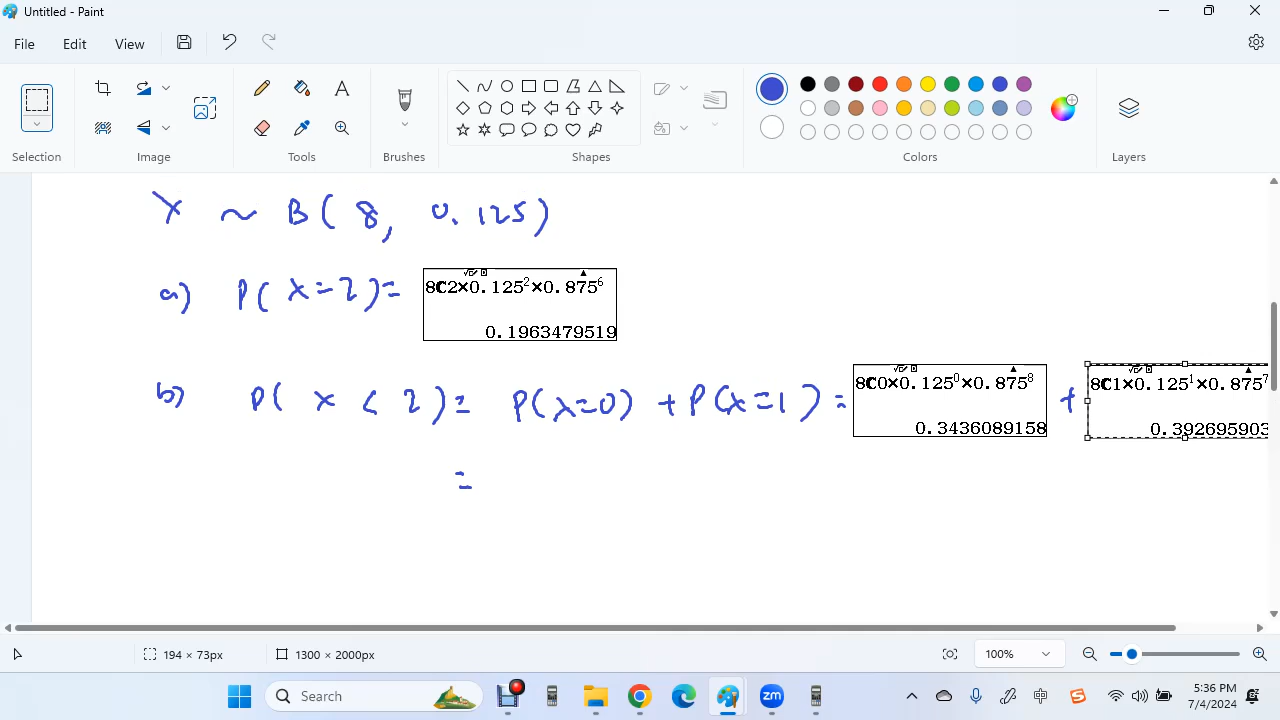 Untitled - Paint
File Edit View
Selection Image Tools Brushes Shapes Colors Layers
X ~ B( 8, 0.125)
a) P( X=2)= 8C2×0.125²×0.875⁶
0.1963479519
b) P( X < 2)= P(X=0) + P(X=1) = 8C0×0.125⁰×0.875⁸ + 8C1×0.125¹×0.875⁷
0.3436089158 0.392695903
=
194 × 73px 1300 × 2000px 100%
Search zm 中 5:36 PM
7/4/2024